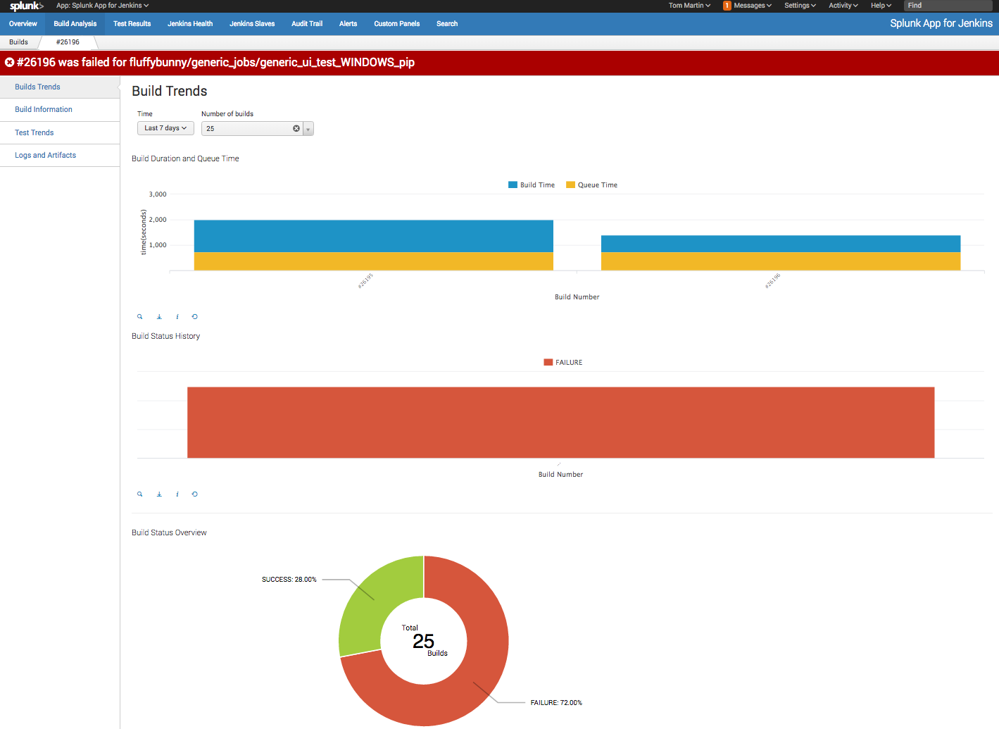 splunk> App: Splunk App for Jenkins Tom Martin 1 Messages Settings Activity Help Find
Overview Build Analysis Test Results Jenkins Health Jenkins Slaves Audit Trail Alerts Custom Panels Search Splunk App for Jenkins
Builds #26196
#26196 was failed for fluffybunny/generic_jobs/generic_ui_test_WINDOWS_pip
Builds Trends
Build Information
Test Trends
Logs and Artifacts
Build Trends
Time Number of builds
Last 7 days 25
Build Duration and Queue Time
Build Time Queue Time
3,000
2,000
1,000
time(seconds)
#26195 #26196
Build Number
i
Build Status History
FAILURE
Build Number
i
Build Status Overview
SUCCESS: 28.00%
Total
25
Builds
FAILURE: 72.00%